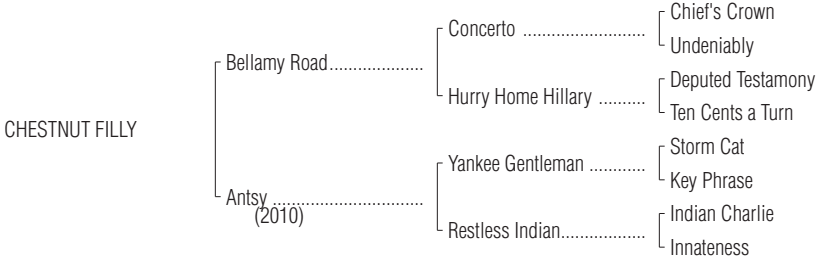 Chief's Crown
Concerto ..........................
Undeniably
Bellamy Road....................
Deputed Testamony
Hurry Home Hillary ..........
Ten Cents a Turn
CHESTNUT FILLY
Storm Cat
Yankee Gentleman ............
Key Phrase
Antsy ................................
(2010)
Indian Charlie
Restless Indian..................
Innateness